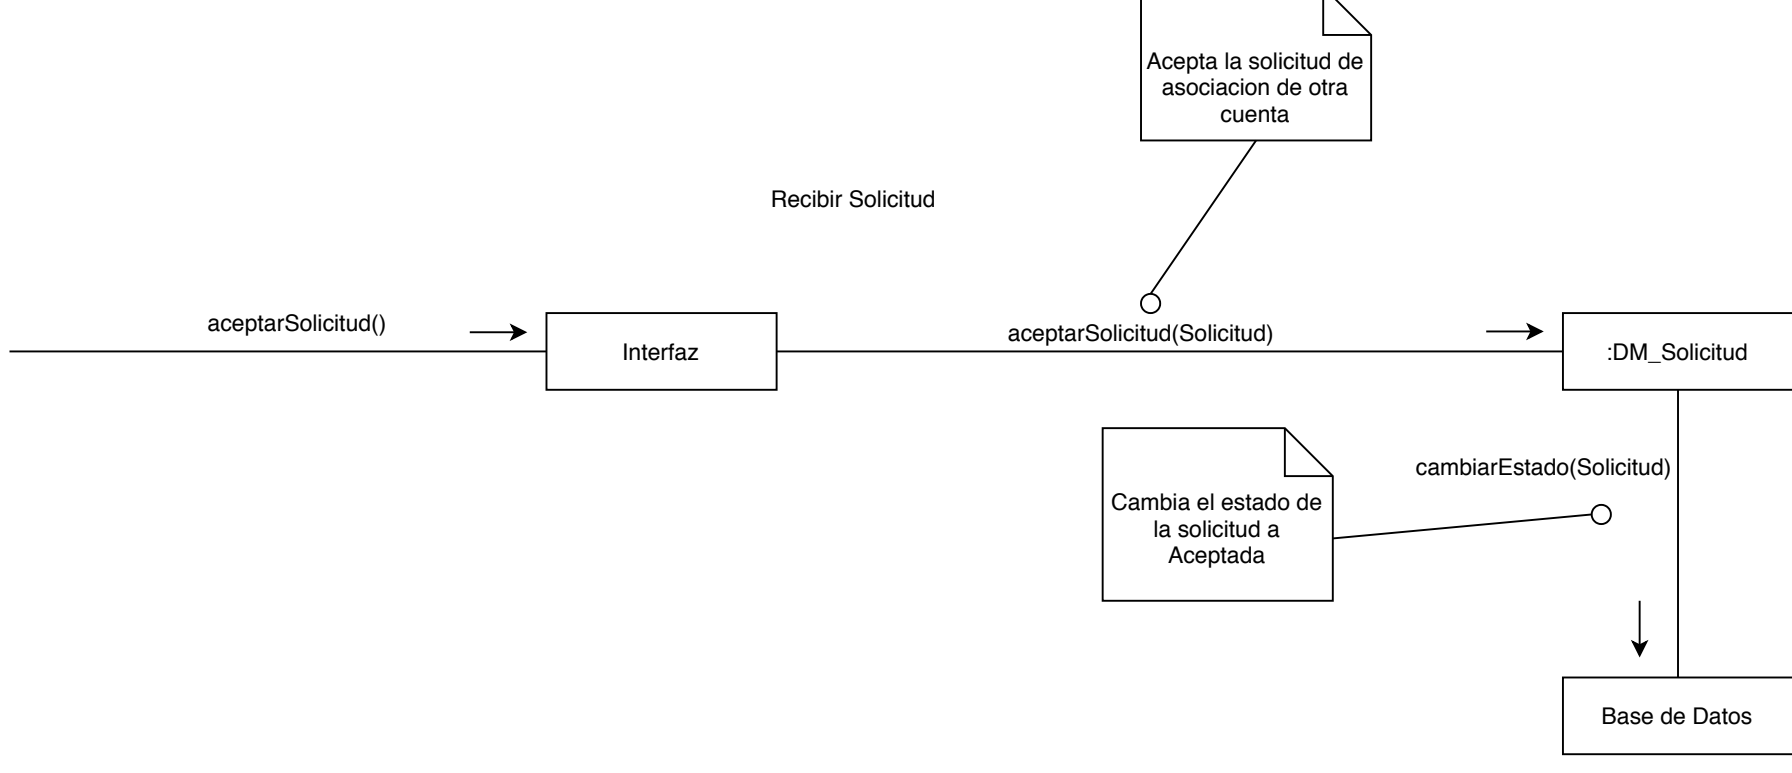 Acepta la solicitud de
asociacion de otra
cuenta
Recibir Solicitud
aceptarSolicitud()
Interfaz
aceptarSolicitud(Solicitud)
:DM_Solicitud
cambiarEstado(Solicitud)
Cambia el estado de
la solicitud a
Aceptada
Base de Datos